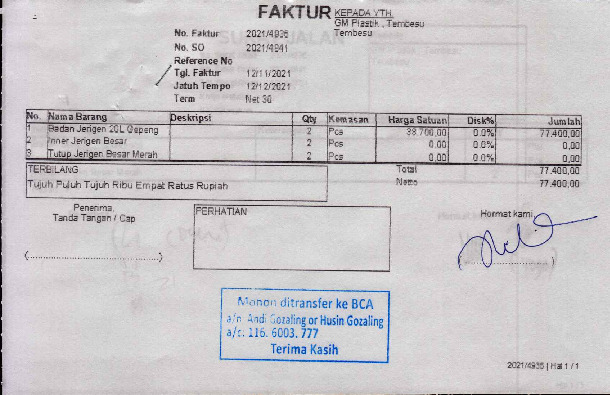 FAKTUR
KEPADA YTH.
GM Plastik , Tembesu
Tembesu
No. Faktur 2021/4935
No. SO 2021/4941
Reference No
Tgl. Faktur 12/11/2021
Jatuh Tempo 12/12/2021
Term Net 30
No. Nama Barang Deskripsi Qty Kemasan Harga Satuan Disk% Jumlah
1 Badan Jerigen 20L Gepeng 2 Pcs 38.700,00 0.0% 77.400,00
2 Inner Jerigen Besar 2 Pcs 0,00 0.0% 0,00
3 Tutup Jerigen Besar Merah 2 Pcs 0,00 0.0% 0,00
TERBILANG Total 77.400,00
Tujuh Puluh Tujuh Ribu Empat Ratus Rupiah Netto 77.400,00
Penerima,
Tanda Tangan / Cap
PERHATIAN
Hormat kami,
(........................................)
(........................)
Mohon ditransfer ke BCA
a/n. Andi Gozaling or Husin Gozaling
a/c. 116. 6003. 777
Terima Kasih
2021/4935 | Hal 1 / 1